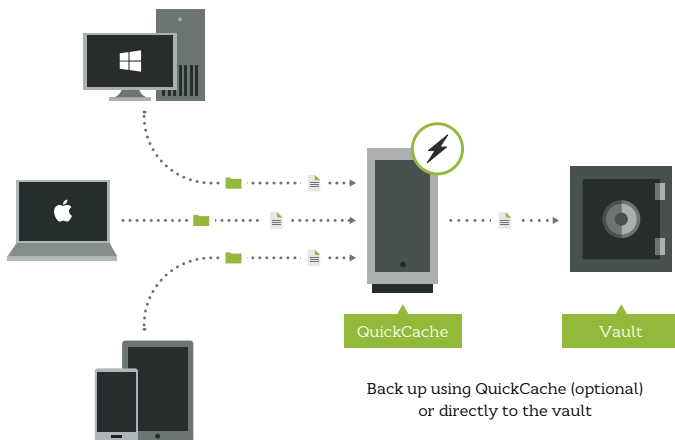 QuickCache
Vault
Back up using QuickCache (optional)
or directly to the vault